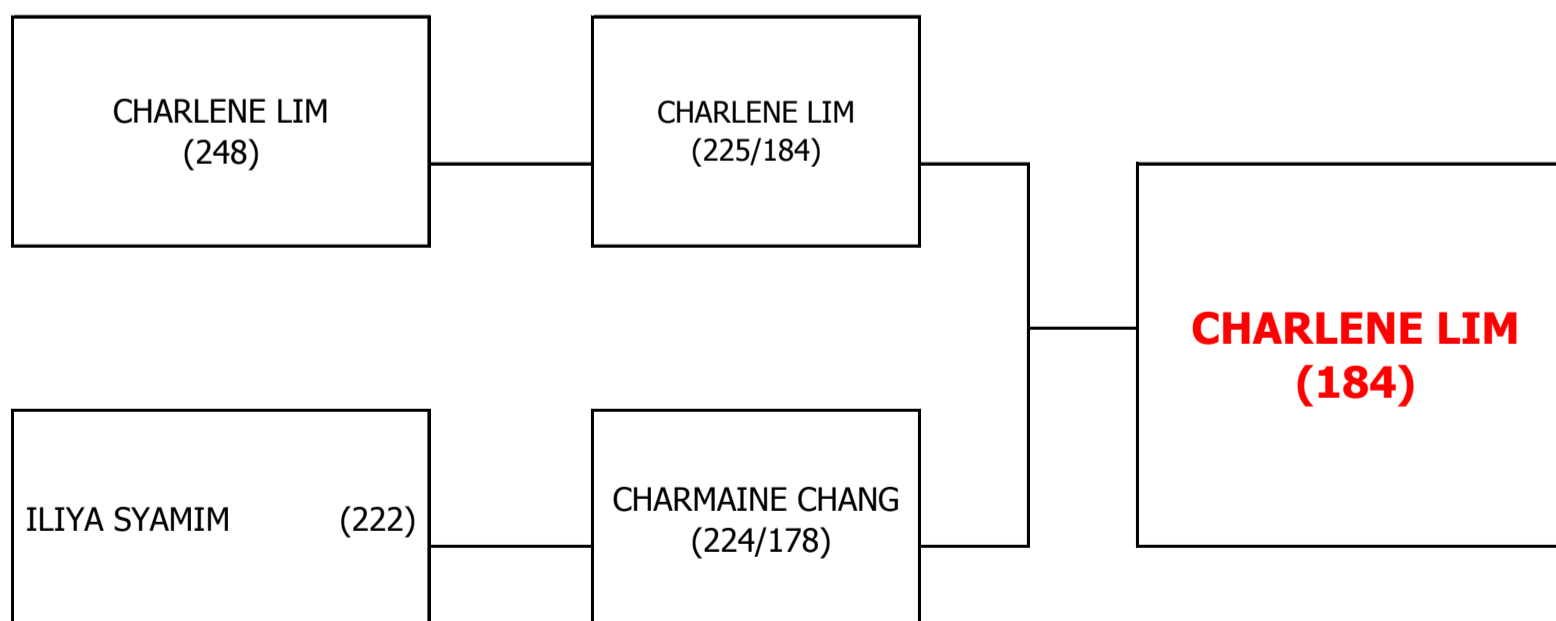 CHARLENE LIM
(248)
CHARLENE LIM
(225/184)
CHARLENE LIM
(184)
ILIYA SYAMIM (222)
CHARMAINE CHANG
(224/178)